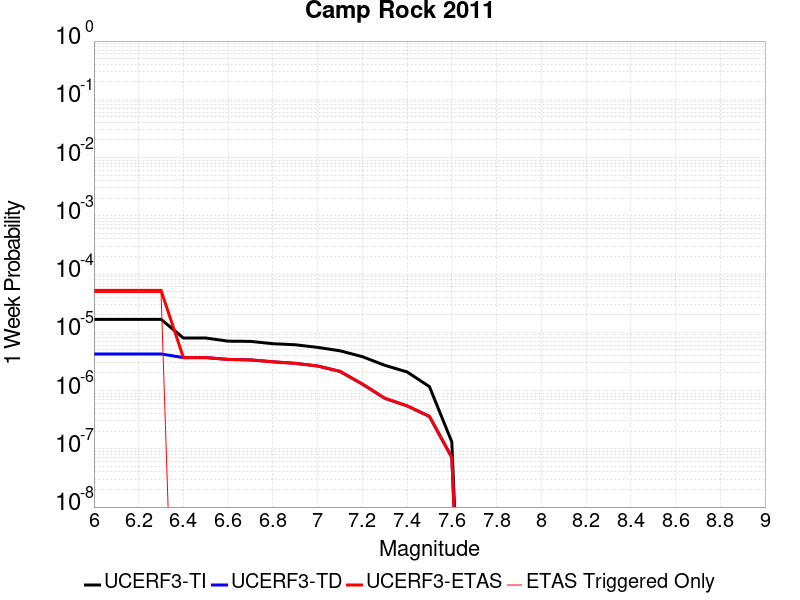 Camp Rock 2011
10^0
10^-1
10^-2
10^-3
10^-4
10^-5
10^-6
10^-7
10^-8
1 Week Probability
6 6.2 6.4 6.6 6.8 7 7.2 7.4 7.6 7.8 8 8.2 8.4 8.6 8.8 9
Magnitude
UCERF3-TI UCERF3-TD UCERF3-ETAS ETAS Triggered Only